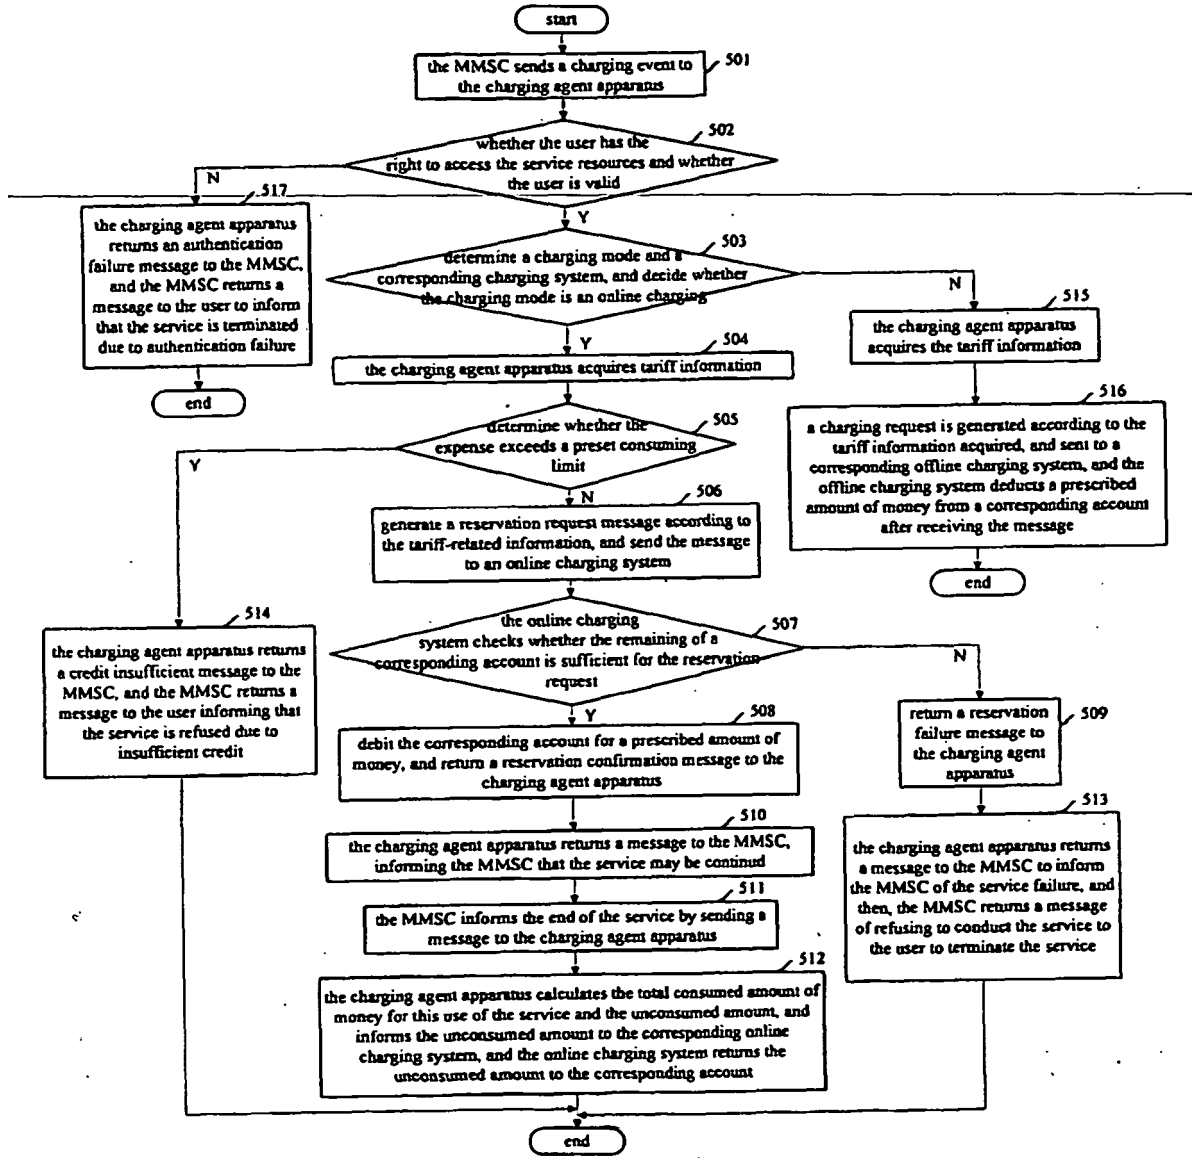 start
501
the MMSC sends a charging event to
the charging agent apparatus
502
whether the user has the
right to access the service resources and whether
the user is valid
N
517
the charging agent apparatus
returns an authentication
failure message to the MMSC,
and the MMSC returns a
message to the user to inform
that the service is terminated
due to authentication failure
end
Y
503
determine a charging mode and a
corresponding charging system, and decide whether
the charging mode is an online charging
N
515
the charging agent apparatus
acquires the tariff information
516
a charging request is generated according to the
tariff information acquired, and sent to a
corresponding offline charging system, and the
offline charging system deducts a prescribed
amount of money from a corresponding account
after receiving the message
end
Y
504
the charging agent apparatus acquires tariff information
505
determine whether the
expense exceeds a preset consuming
limit
Y
N
506
generate a reservation request message according to
the tariff-related information, and send the message
to an online charging system
514
the charging agent apparatus returns
a credit insufficient message to the
MMSC, and the MMSC returns a
message to the user informing that
the service is refused due to
insufficient credit
507
the online charging
system checks whether the remaining of a
corresponding account is sufficient for the reservation
request
N
509
return a reservation
failure message to
the charging agent
apparatus
Y
508
debit the corresponding account for a prescribed amount of
money, and return a reservation confirmation message to the
charging agent apparatus
510
the charging agent apparatus returns a message to the MMSC,
informing the MMSC that the service may be continud
513
the charging agent apparatus returns
a message to the MMSC to inform
the MMSC of the service failure, and
then, the MMSC returns a message
of refusing to conduct the service to
the user to terminate the service
511
the MMSC informs the end of the service by sending a
message to the charging agent apparatus
512
the charging agent apparatus calculates the total consumed amount of
money for this use of the service and the unconsumed amount, and
informs the unconsumed amount to the corresponding online
charging system, and the online charging system returns the
unconsumed amount to the corresponding account
end